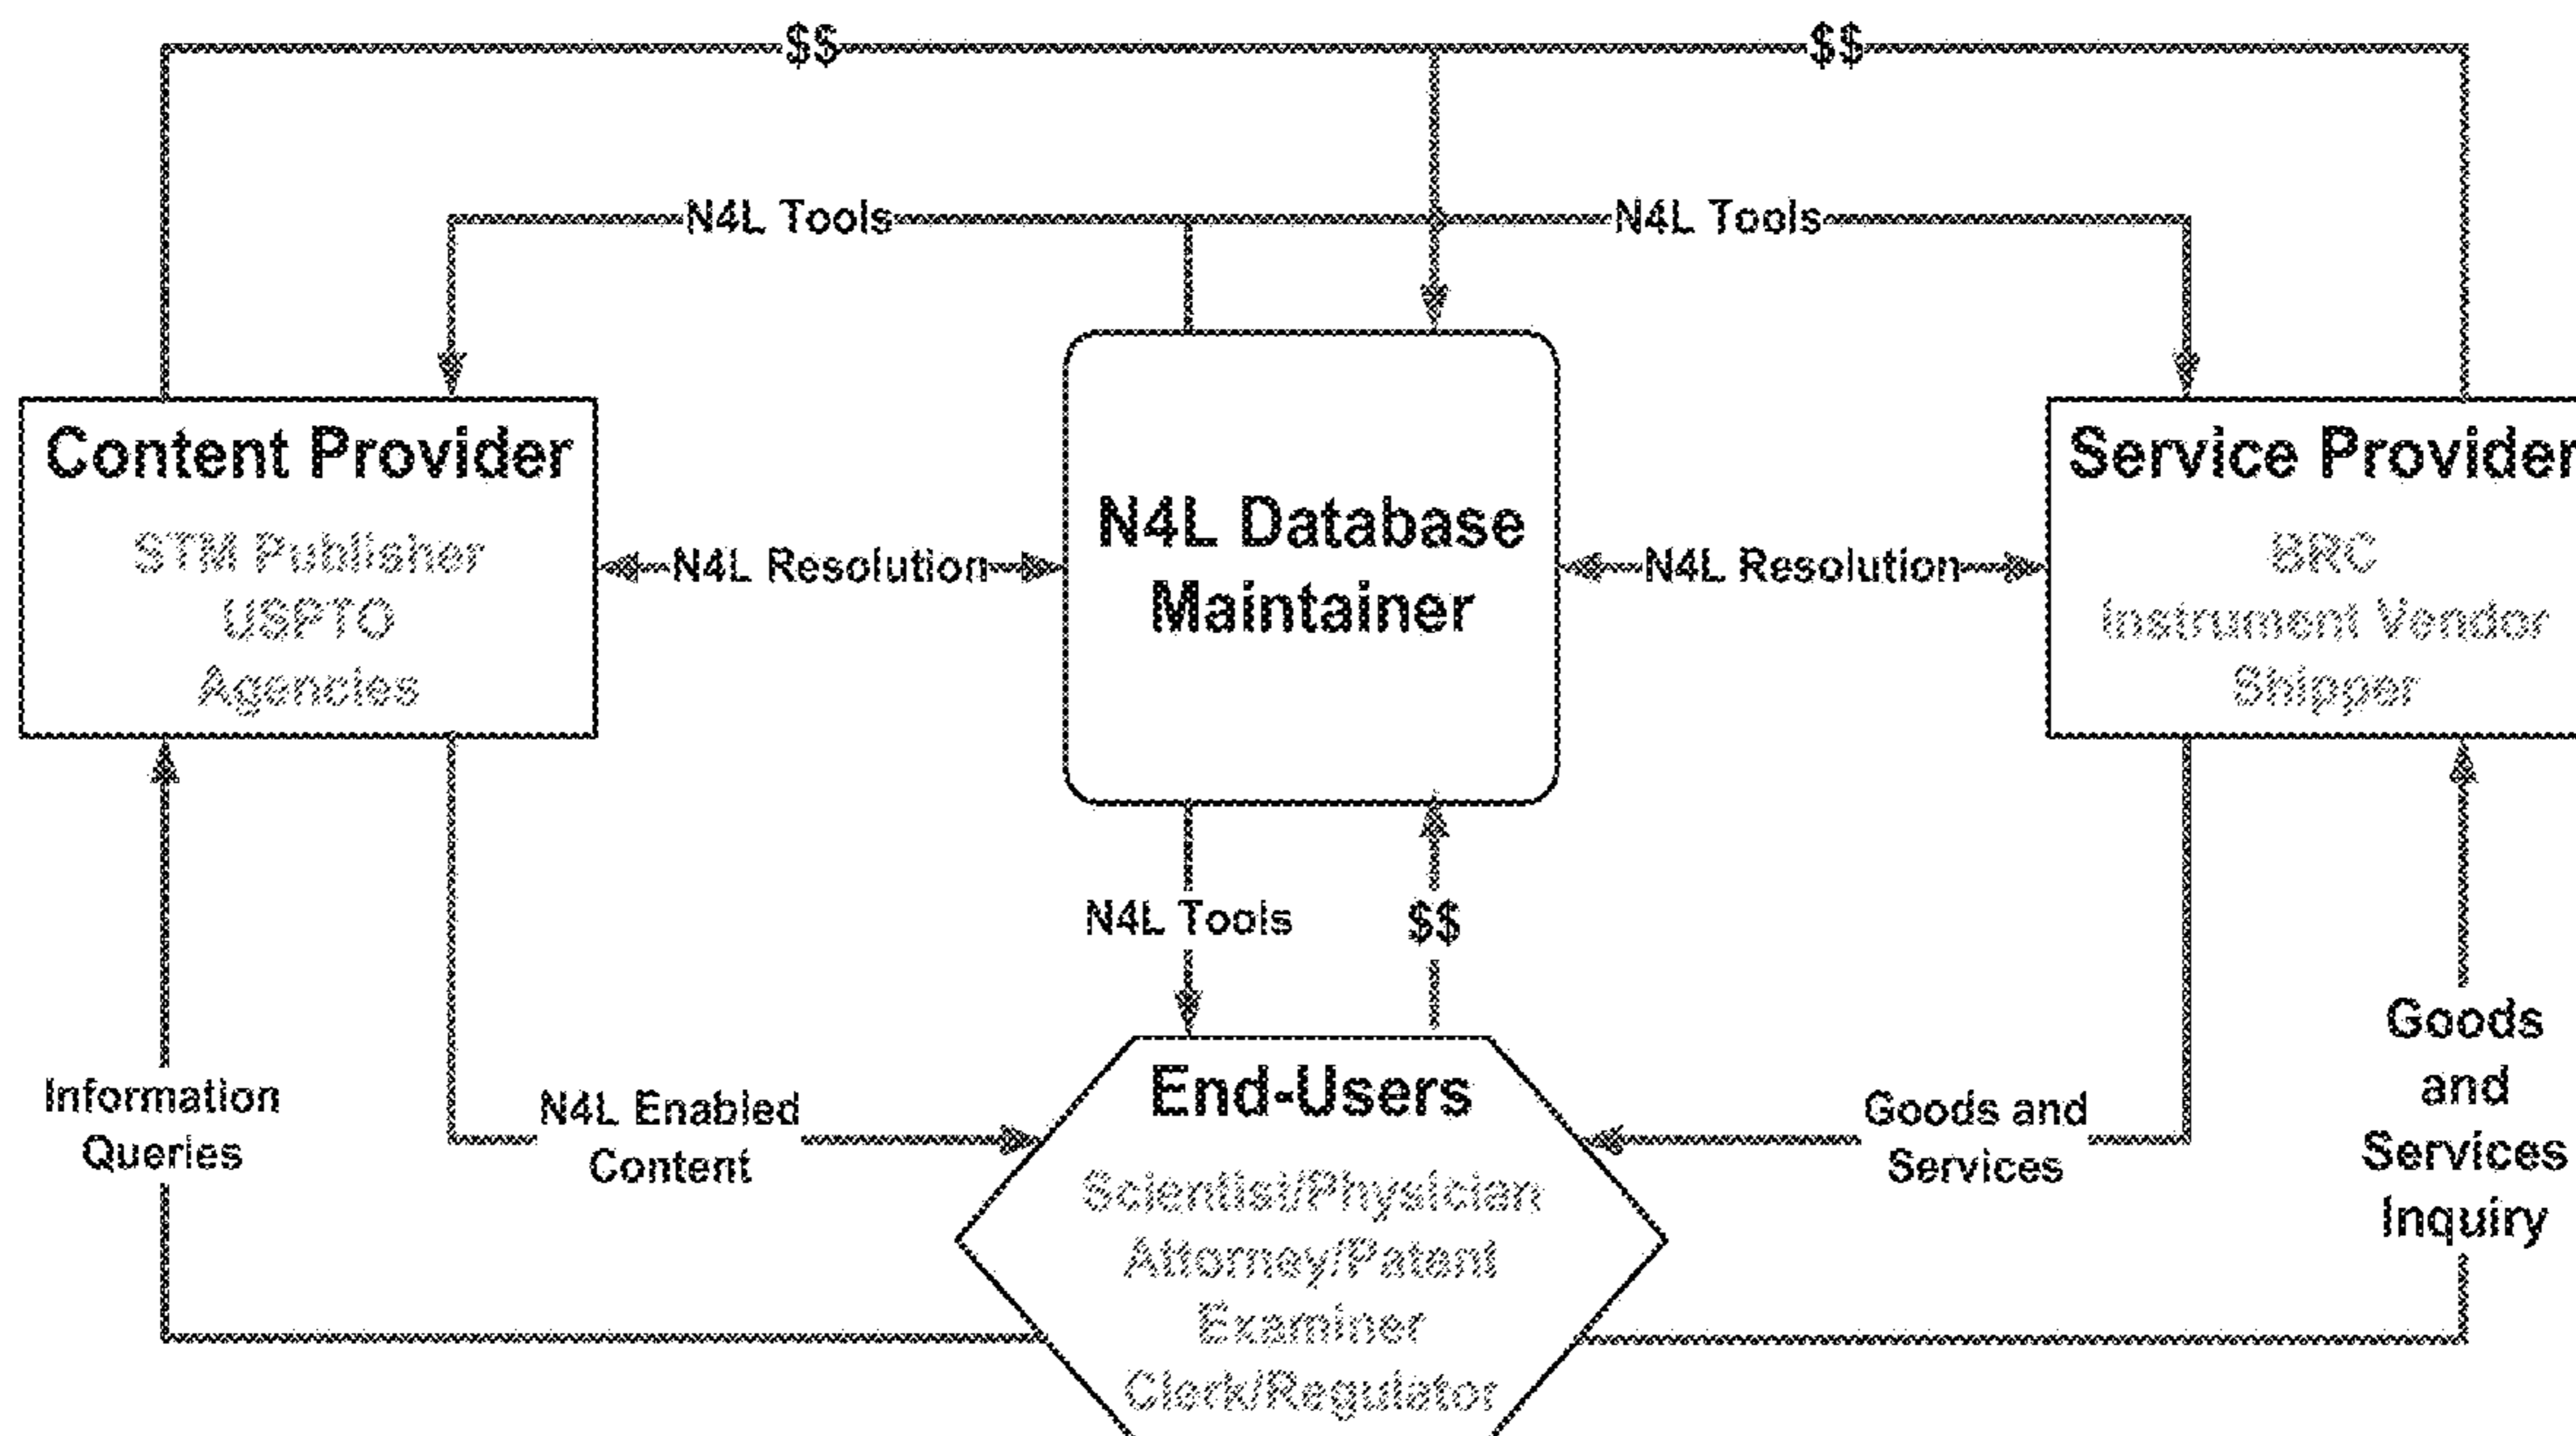 $$
$$
N4L Tools
N4L Tools
Content Provider
STM Publisher
USPTO
Agencies
N4L Resolution
N4L Database
Maintainer
N4L Resolution
Service Provider
BRC
Instrument Vendor
Shipper
N4L Tools
$$
Information
Queries
N4L Enabled
Content
End-Users
Scientist/Physician
Attorney/Patent
Examiner
Clerk/Regulator
Goods and
Services
Goods
and
Services
Inquiry